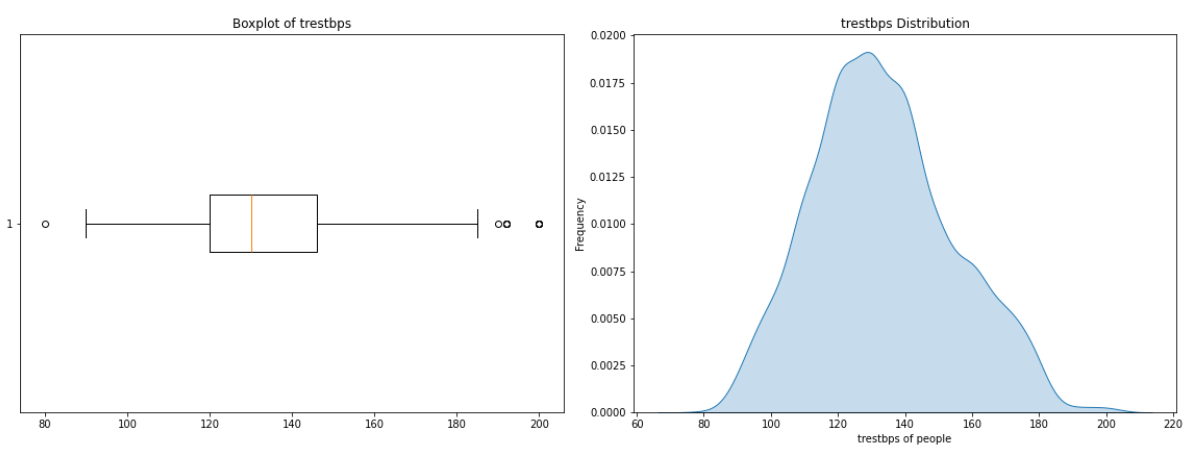 Boxplot of trestbps
1
80 100 120 140 160 180 200
trestbps Distribution
Frequency
0.0200
0.0175
0.0150
0.0125
0.0100
0.0075
0.0050
0.0025
0.0000
60 80 100 120 140 160 180 200 220
trestbps of people